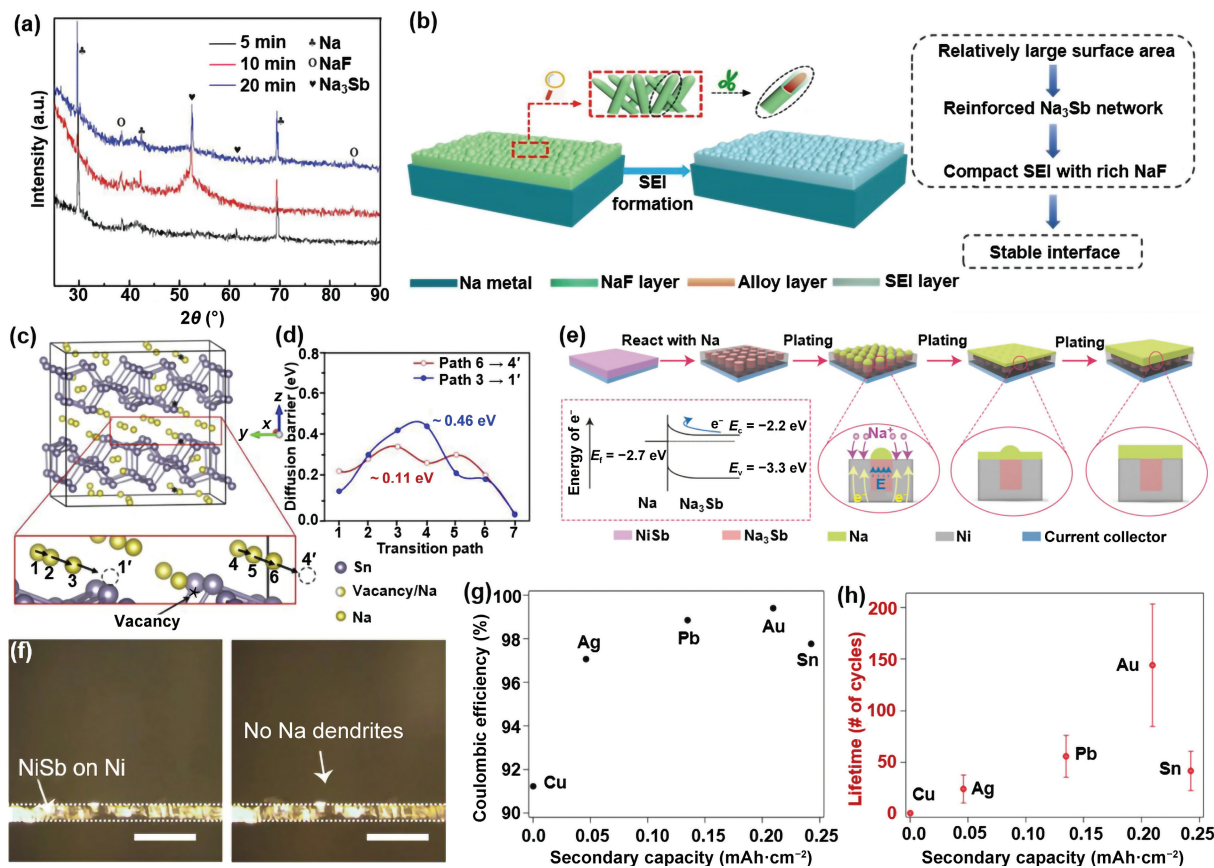 (a)
5 min ♣ Na
10 min o NaF
20 min ♥ Na₃Sb
Intensity (a.u.)
30 40 50 60 70 80 90
2θ (°)
(b)
SEI
formation
Relatively large surface area
Reinforced Na₃Sb network
Compact SEI with rich NaF
Stable interface
Na metal NaF layer Alloy layer SEI layer
(c)
z
x
y
1 2 3 1′
4 5 6 4′
Vacancy
Sn
Vacancy/Na
Na
(d)
Diffusion barrier (eV)
0.8
0.6
0.4
0.2
0.0
Path 6 → 4′
Path 3 → 1′
~ 0.46 eV
~ 0.11 eV
1 2 3 4 5 6 7
Transition path
(e)
React with Na Plating Plating Plating
Energy of e⁻
E_f = −2.7 eV
e⁻ E_c = −2.2 eV
E_v = −3.3 eV
Na Na₃Sb
Na⁺
E
e⁻ e⁻
NiSb Na₃Sb Na Ni Current collector
(f)
NiSb on Ni
No Na dendrites
(g)
Coulombic efficiency (%)
100
98
96
94
92
90
Cu
Ag
Pb
Au
Sn
0.0 0.05 0.10 0.15 0.20 0.25
Secondary capacity (mAh·cm⁻²)
(h)
Lifetime (# of cycles)
200
150
100
50
0
Cu
Ag
Pb
Au
Sn
0.0 0.05 0.10 0.15 0.20 0.25
Secondary capacity (mAh·cm⁻²)